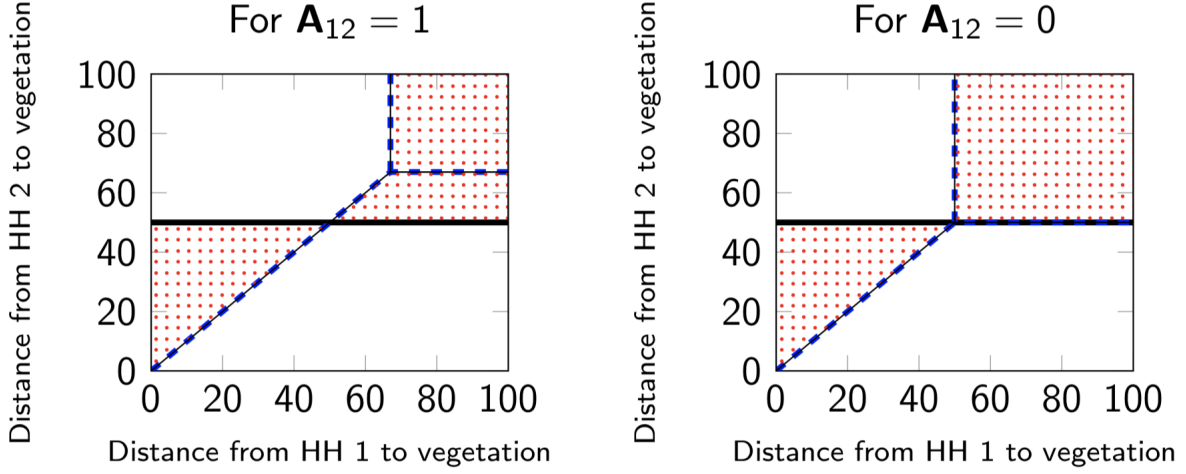 For A₁₂ = 1
Distance from HH 2 to vegetation
100
80
60
40
20
0
0 20 40 60 80 100
Distance from HH 1 to vegetation
For A₁₂ = 0
Distance from HH 2 to vegetation
100
80
60
40
20
0
0 20 40 60 80 100
Distance from HH 1 to vegetation